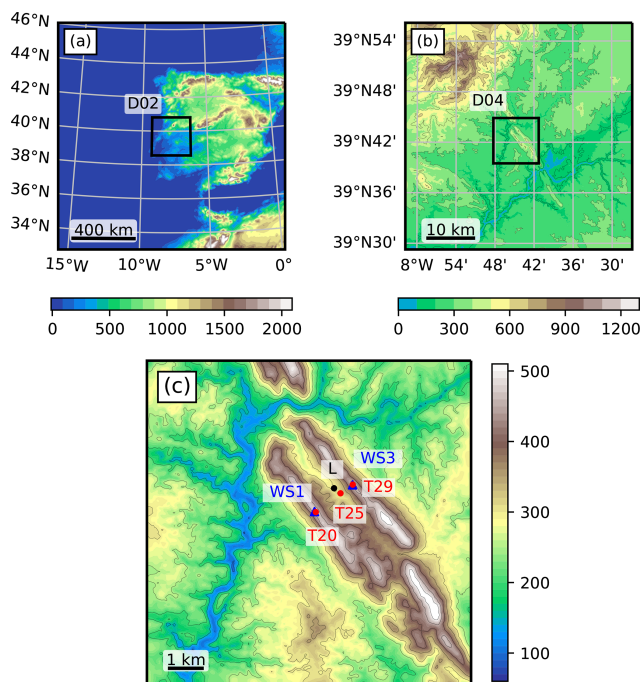 (a)
46°N
44°N
42°N
40°N
38°N
36°N
34°N
D02
400 km
15°W
10°W
5°W
0°
0 500 1000 1500 2000
(b)
39°N54'
39°N48'
39°N42'
39°N36'
39°N30'
D04
10 km
8°W 54' 48' 42' 36' 27'
0 300 600 900 1200
(c)
L
WS3
WS1
T29
T25
T20
1 km
500
400
300
200
100